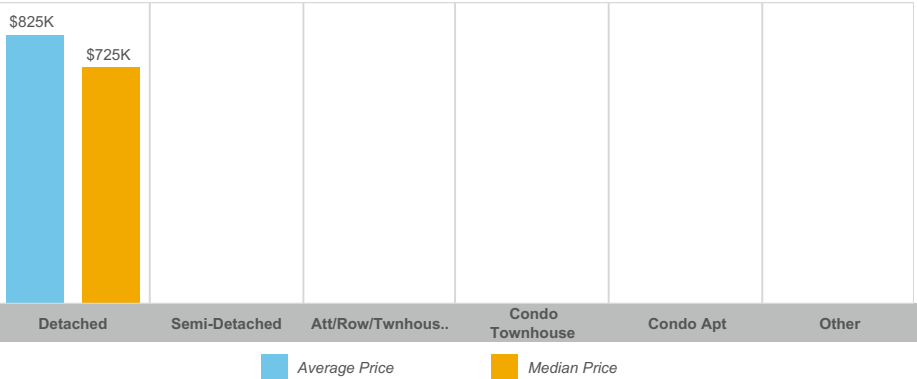 $825K
$725K
Detached
Semi-Detached
Att/Row/Twnhous..
Condo
Townhouse
Condo Apt
Other
Average Price
Median Price